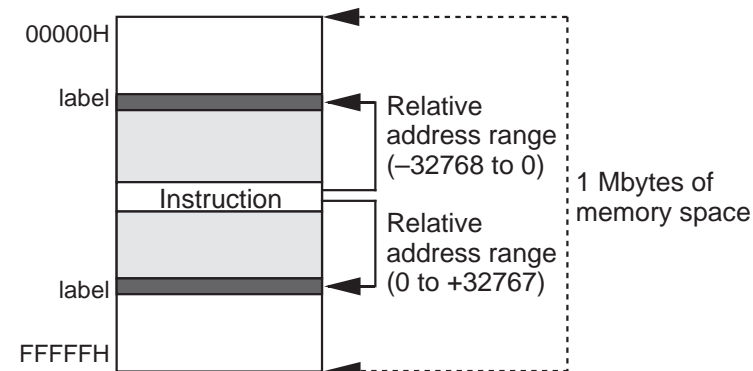 00000H
label
Relative
address range
(–32768 to 0)
Instruction
1 Mbytes of
memory space
Relative
address range
(0 to +32767)
label
FFFFFH